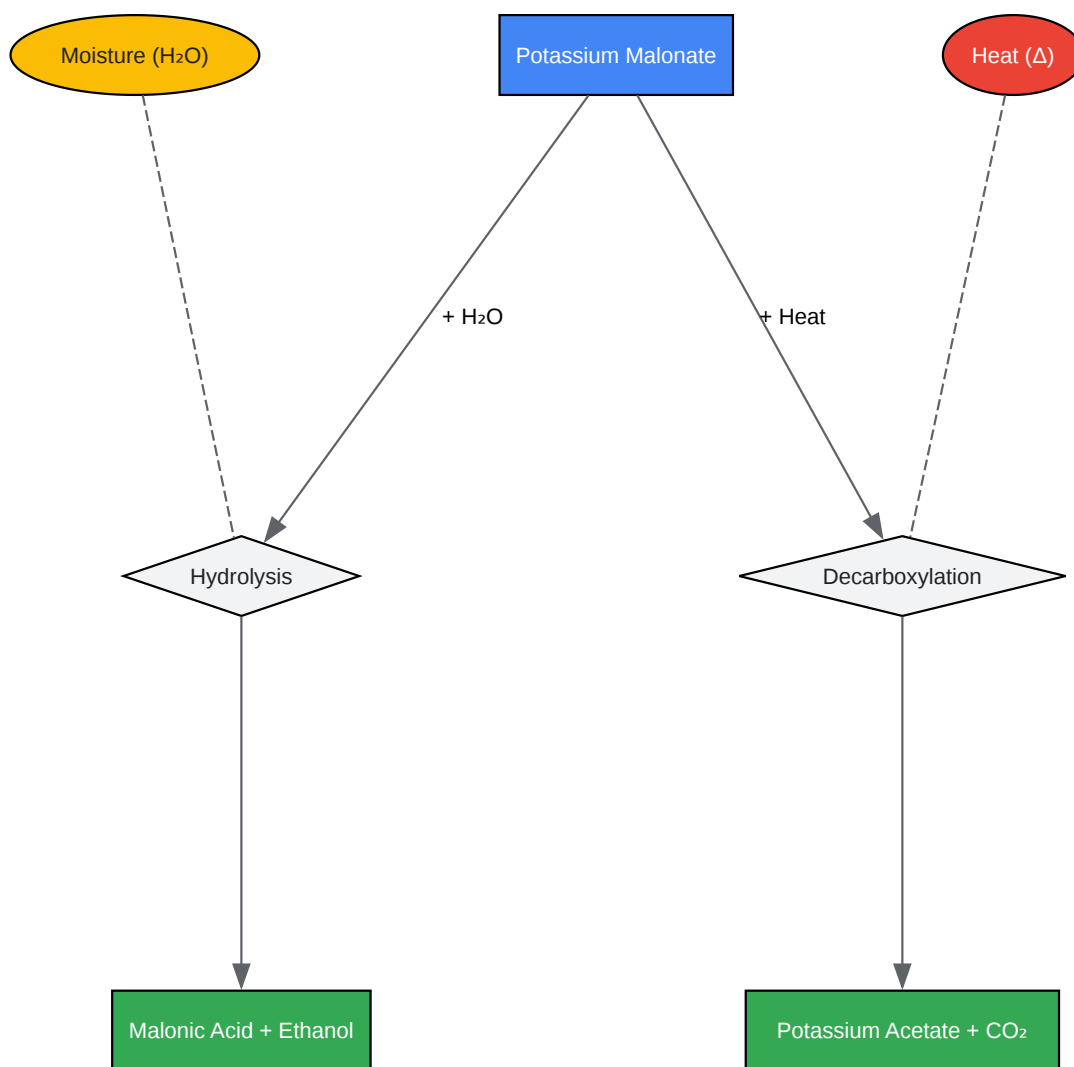 Moisture (H₂O)
Potassium Malonate
Heat (Δ)
+ H₂O
+ Heat
Hydrolysis
Decarboxylation
Malonic Acid + Ethanol
Potassium Acetate + CO₂